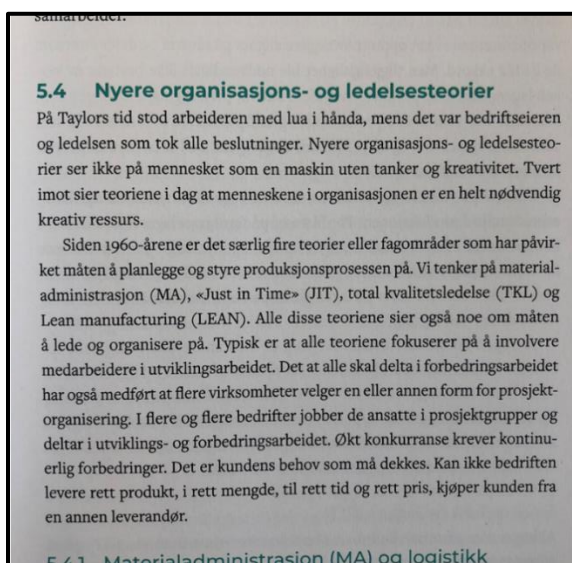 samarbeider.
5.4 Nyere organisasjons- og ledelsesteorier
På Taylors tid stod arbeideren med lua i hånda, mens det var bedriftseieren
og ledelsen som tok alle beslutninger. Nyere organisasjons- og ledelsesteo-
rier ser ikke på mennesket som en maskin uten tanker og kreativitet. Tvert
imot sier teoriene i dag at menneskene i organisasjonen er en helt nødvendig
kreativ ressurs.
Siden 1960-årene er det særlig fire teorier eller fagområder som har påvir-
ket måten å planlegge og styre produksjonsprosessen på. Vi tenker på material-
administrasjon (MA), «Just in Time» (JIT), total kvalitetsledelse (TKL) og
Lean manufacturing (LEAN). Alle disse teoriene sier også noe om måten
å lede og organisere på. Typisk er at alle teoriene fokuserer på å involvere
medarbeidere i utviklingsarbeidet. Det at alle skal delta i forbedringsarbeidet
har også medført at flere virksomheter velger en eller annen form for prosjekt-
organisering. I flere og flere bedrifter jobber de ansatte i prosjektgrupper og
deltar i utviklings- og forbedringsarbeidet. Økt konkurranse krever kontinu-
erlig forbedringer. Det er kundens behov som må dekkes. Kan ikke bedriften
levere rett produkt, i rett mengde, til rett tid og rett pris, kjøper kunden fra
en annen leverandør.
5.4.1 Materialadministrasjon (MA) og logistikk